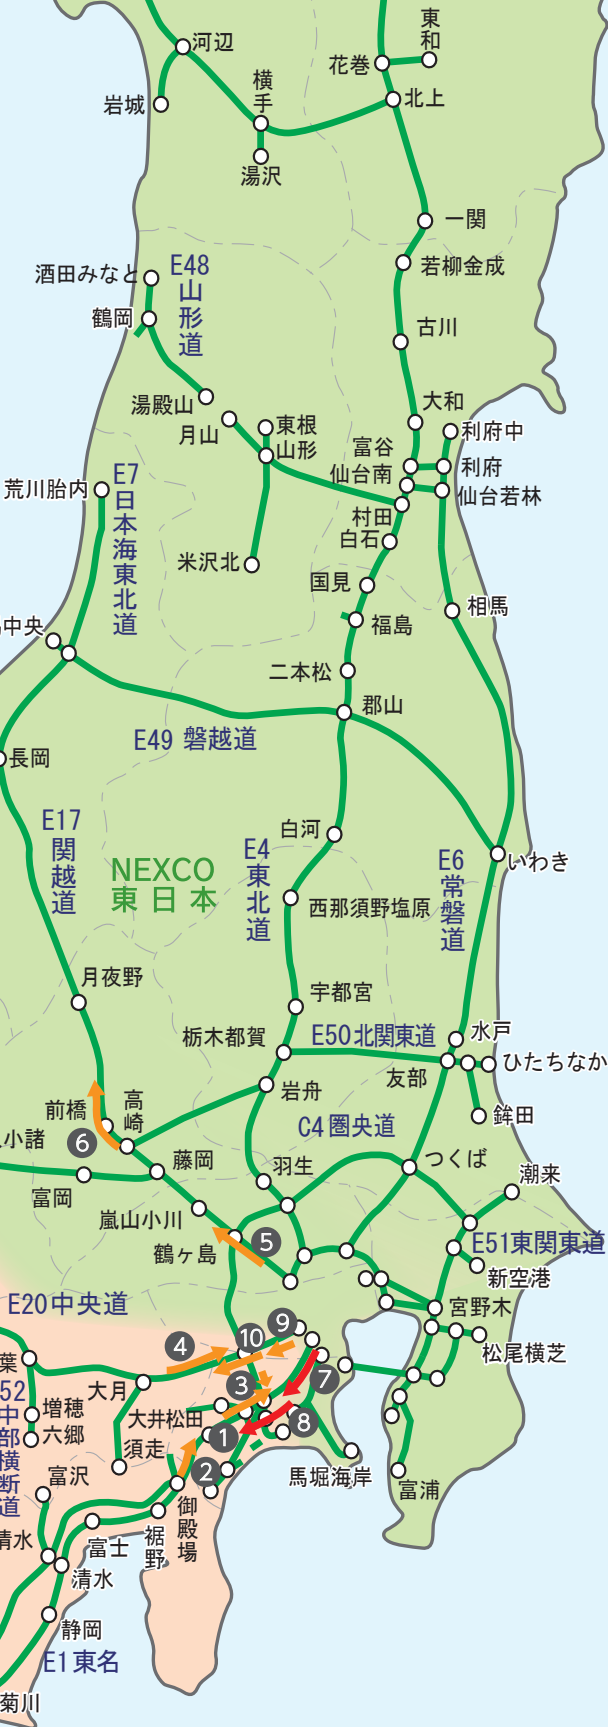 東和
河辺
花巻
横手
岩城
北上
湯沢
一関
酒田みなと
E48
山形道
若柳金成
鶴岡
古川
湯殿山
大和
月山
東根
利府中
山形
富谷
利府
仙台南
E7
日本海東北道
荒川胎内
仙台若林
村田
白石
米沢北
国見
相馬
福島
中央
二本松
郡山
E49 磐越道
長岡
E17
関越道
白河
E4
東北道
E6
常磐道
いわき
NEXCO
東日本
西那須野塩原
月夜野
宇都宮
栃木都賀
E50北関東道
水戸
友部
ひたちなか
岩舟
前橋
高崎
鉾田
C4圏央道
6
小諸
藤岡
羽生
つくば
富岡
潮来
嵐山小川
鶴ヶ島
5
E51東関東道
新空港
E20中央道
宮野木
4
10
9
松尾横芝
葉
大月
3
7
52
中部横断道
増穂
六郷
大井松田
1
8
須走
2
富沢
馬堀海岸
富浦
御殿場
清水
富士
裾野
清水
静岡
E1東名
菊川